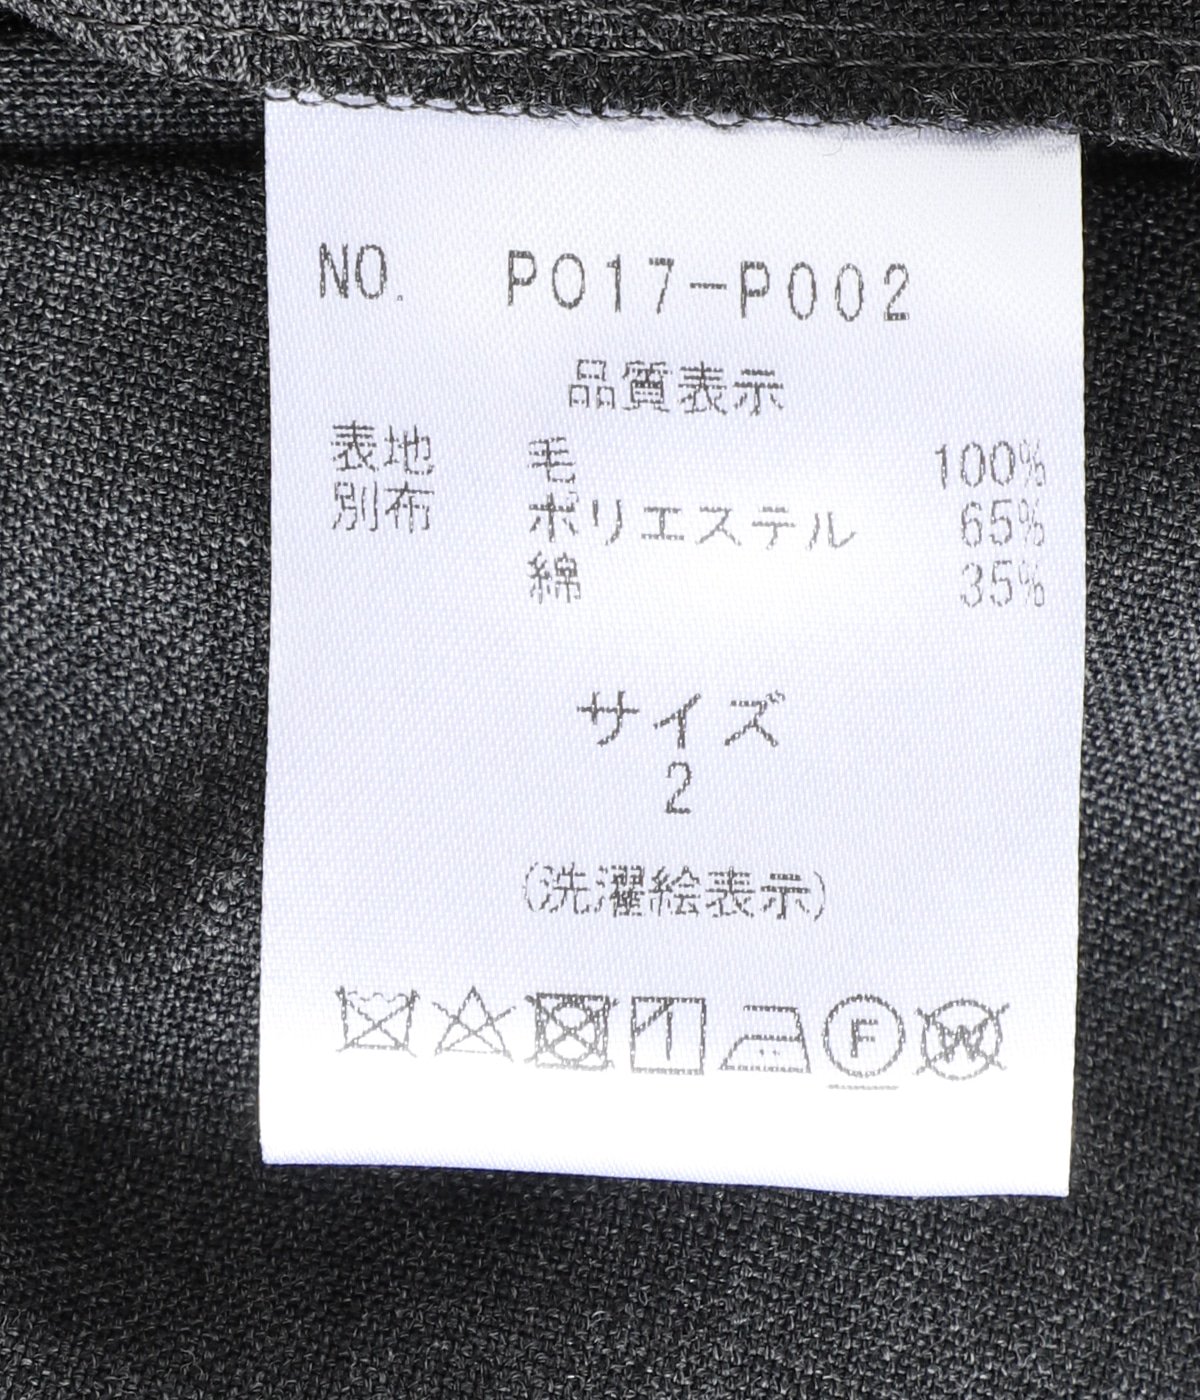 NO. P017-P002
品質表示
表地 毛 100%
別布 ポリエステル 65%
綿 35%
サイズ
2
(洗濯絵表示)
F W